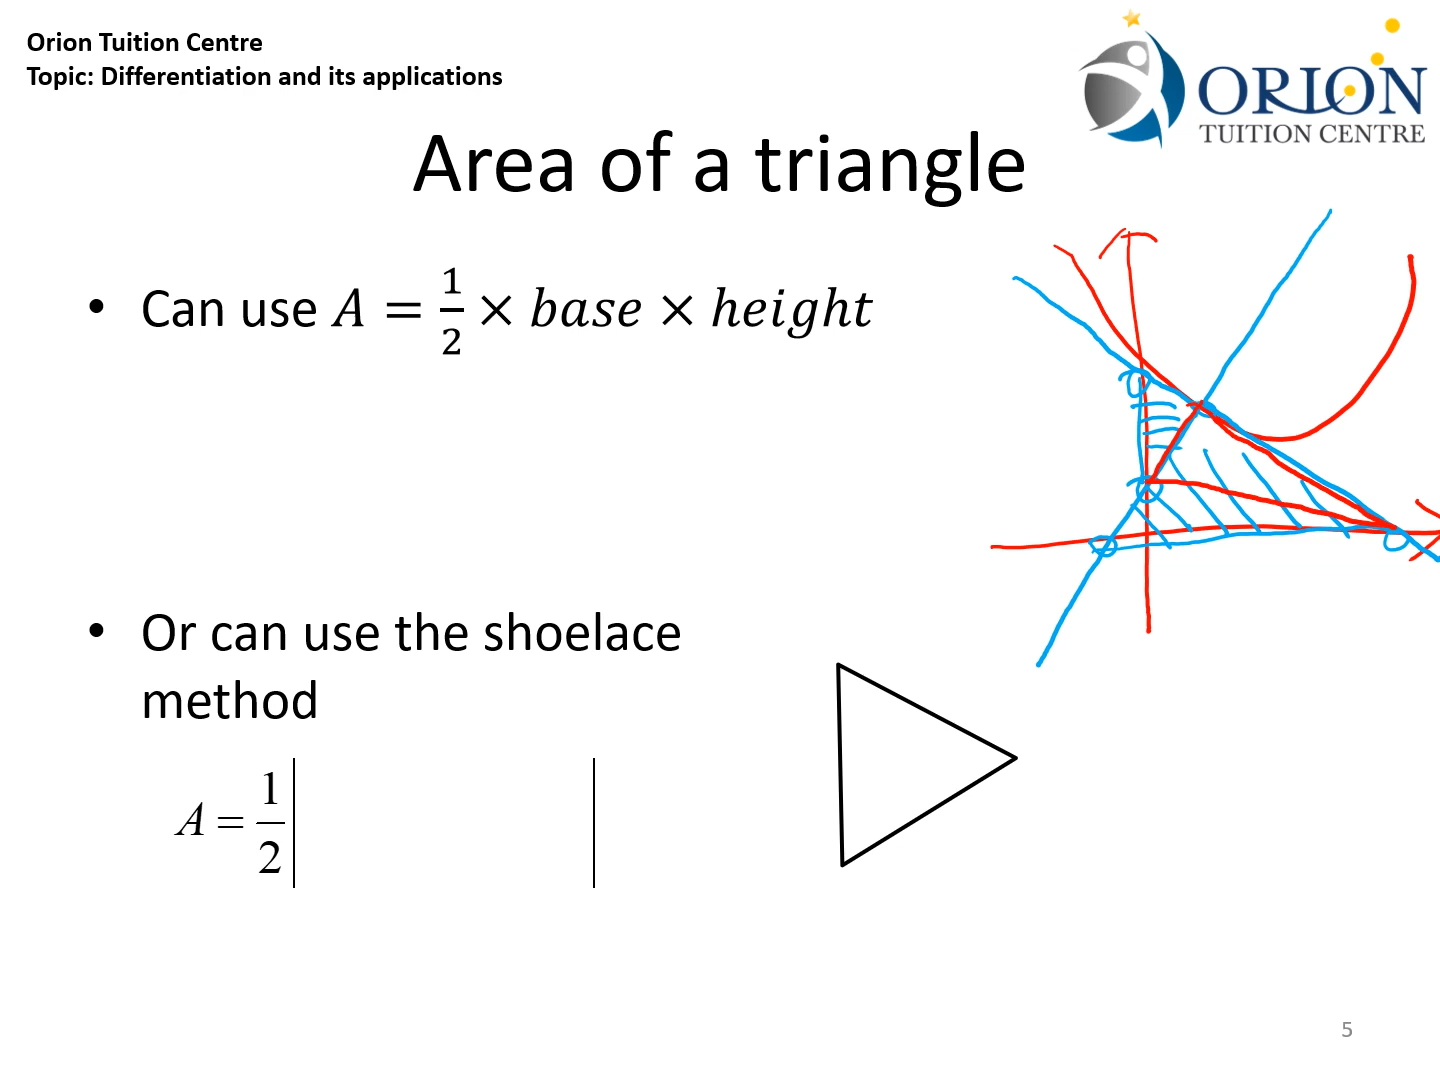 Orion Tuition Centre
Topic: Differentiation and its applications
ORION
TUITION CENTRE
Area of a triangle
• Can use A = 1/2 × base × height
• Or can use the shoelace
method
A = 1/2 | |
5